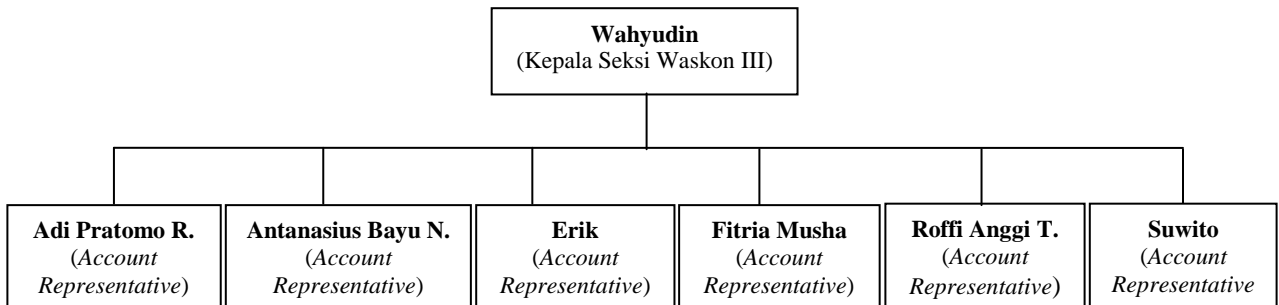 Wahyudin
(Kepala Seksi Waskon III)
Adi Pratomo R.
(Account
Representative)
Antanasius Bayu N.
(Account
Representative)
Erik
(Account
Representative)
Fitria Musha
(Account
Representative)
Roffi Anggi T.
(Account
Representative)
Suwito
(Account
Representative